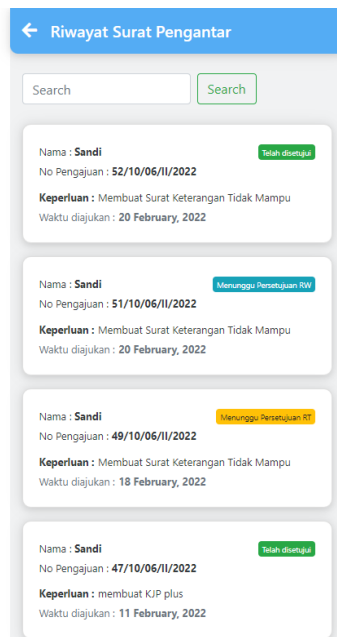 Riwayat Surat Pengantar
Search Search
Nama : Sandi Telah disetujui
No Pengajuan : 52/10/06/II/2022
Keperluan : Membuat Surat Keterangan Tidak Mampu
Waktu diajukan : 20 February, 2022
Nama : Sandi Menunggu Persetujuan RW
No Pengajuan : 51/10/06/II/2022
Keperluan : Membuat Surat Keterangan Tidak Mampu
Waktu diajukan : 20 February, 2022
Nama : Sandi Menunggu Persetujuan RT
No Pengajuan : 49/10/06/II/2022
Keperluan : Membuat Surat Keterangan Tidak Mampu
Waktu diajukan : 18 February, 2022
Nama : Sandi Telah disetujui
No Pengajuan : 47/10/06/II/2022
Keperluan : membuat KJP plus
Waktu diajukan : 11 February, 2022